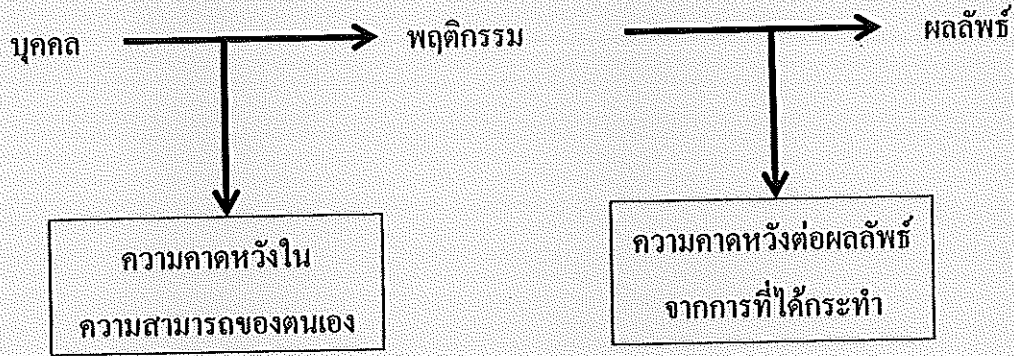 บุคคล
พฤติกรรม
ผลลัพธ์
ความคาดหวังใน
ความสามารถของตนเอง
ความคาดหวังต่อผลลัพธ์
จากการที่ได้กระทำ